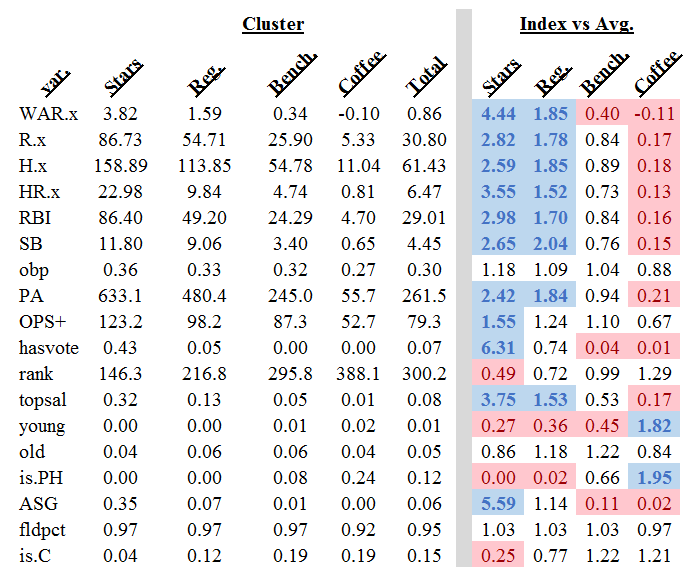 Cluster Index vs Avg.
var. Stars Reg. Bench. Coffee Total Stars Reg. Bench. Coffee
WAR.x 3.82 1.59 0.34 -0.10 0.86 4.44 1.85 0.40 -0.11
R.x 86.73 54.71 25.90 5.33 30.80 2.82 1.78 0.84 0.17
H.x 158.89 113.85 54.78 11.04 61.43 2.59 1.85 0.89 0.18
HR.x 22.98 9.84 4.74 0.81 6.47 3.55 1.52 0.73 0.13
RBI 86.40 49.20 24.29 4.70 29.01 2.98 1.70 0.84 0.16
SB 11.80 9.06 3.40 0.65 4.45 2.65 2.04 0.76 0.15
obp 0.36 0.33 0.32 0.27 0.30 1.18 1.09 1.04 0.88
PA 633.1 480.4 245.0 55.7 261.5 2.42 1.84 0.94 0.21
OPS+ 123.2 98.2 87.3 52.7 79.3 1.55 1.24 1.10 0.67
hasvote 0.43 0.05 0.00 0.00 0.07 6.31 0.74 0.04 0.01
rank 146.3 216.8 295.8 388.1 300.2 0.49 0.72 0.99 1.29
topsal 0.32 0.13 0.05 0.01 0.08 3.75 1.53 0.53 0.17
young 0.00 0.00 0.01 0.02 0.01 0.27 0.36 0.45 1.82
old 0.04 0.06 0.06 0.04 0.05 0.86 1.18 1.22 0.84
is.PH 0.00 0.00 0.08 0.24 0.12 0.00 0.02 0.66 1.95
ASG 0.35 0.07 0.01 0.00 0.06 5.59 1.14 0.11 0.02
fldpct 0.97 0.97 0.97 0.92 0.95 1.03 1.03 1.03 0.97
is.C 0.04 0.12 0.19 0.19 0.15 0.25 0.77 1.22 1.21